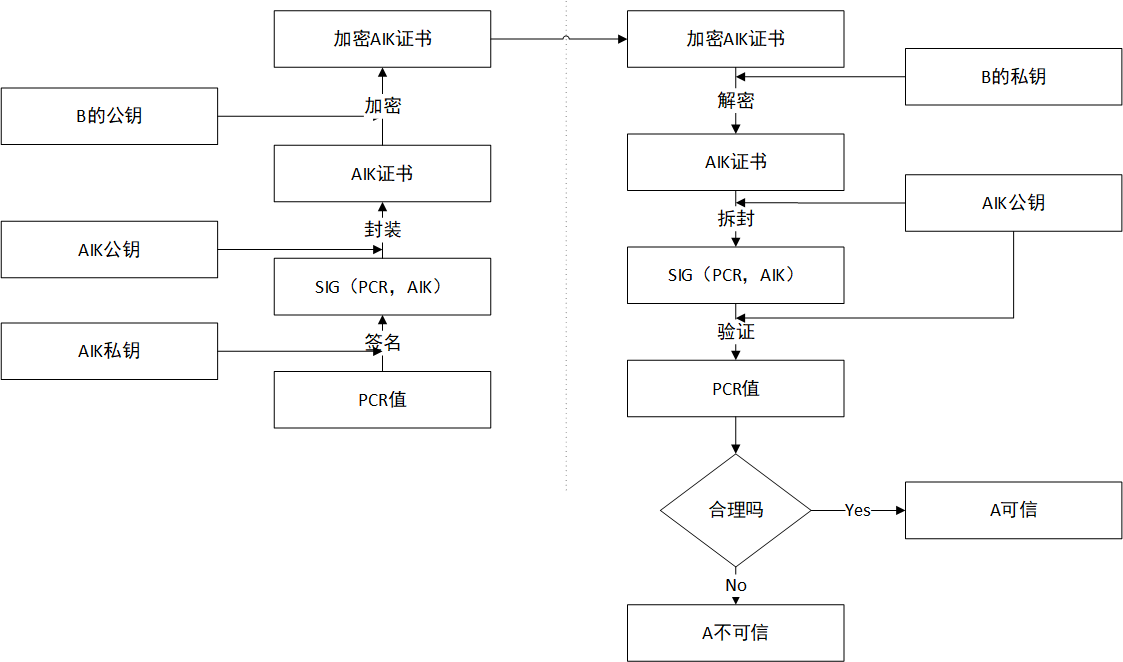 加密AIK证书
加密AIK证书
B的私钥
B的公钥
加密
解密
AIK证书
AIK证书
封装
AIK公钥
拆封
AIK公钥
SIG（PCR，AIK）
SIG（PCR，AIK）
签名
AIK私钥
验证
PCR值
PCR值
合理吗
Yes
A可信
No
A不可信